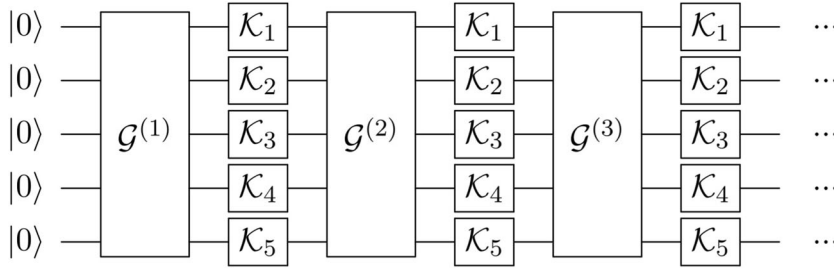 |0⟩ 𝒦₁ 𝒦₁ 𝒦₁ ...
|0⟩ 𝒦₂ 𝒦₂ 𝒦₂ ...
|0⟩ 𝒢⁽¹⁾ 𝒦₃ 𝒢⁽²⁾ 𝒦₃ 𝒢⁽³⁾ 𝒦₃ ...
|0⟩ 𝒦₄ 𝒦₄ 𝒦₄ ...
|0⟩ 𝒦₅ 𝒦₅ 𝒦₅ ...